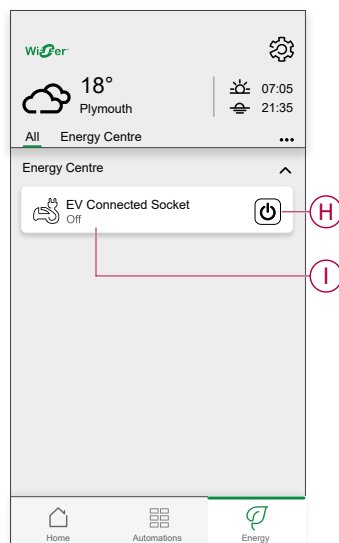 Wiser
18°
Plymouth
07:05
21:35
All Energy Centre
Energy Centre
EV Connected Socket
Off
H
I
Home Automations Energy